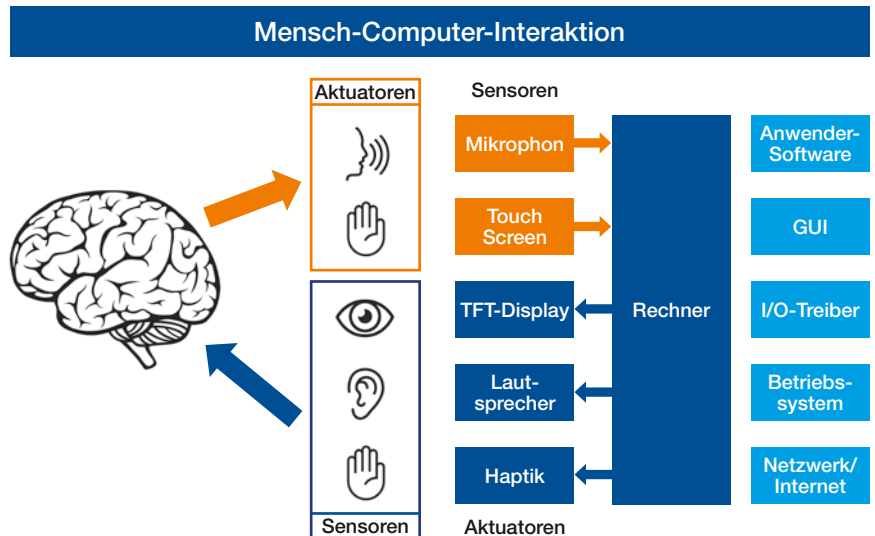 Mensch-Computer-Interaktion
Aktuatoren
Sensoren
Mikrophon
Anwender-
Software
Touch
Screen
GUI
TFT-Display
Rechner
I/O-Treiber
Laut-
sprecher
Betriebs-
system
Haptik
Netzwerk/
Internet
Sensoren
Aktuatoren